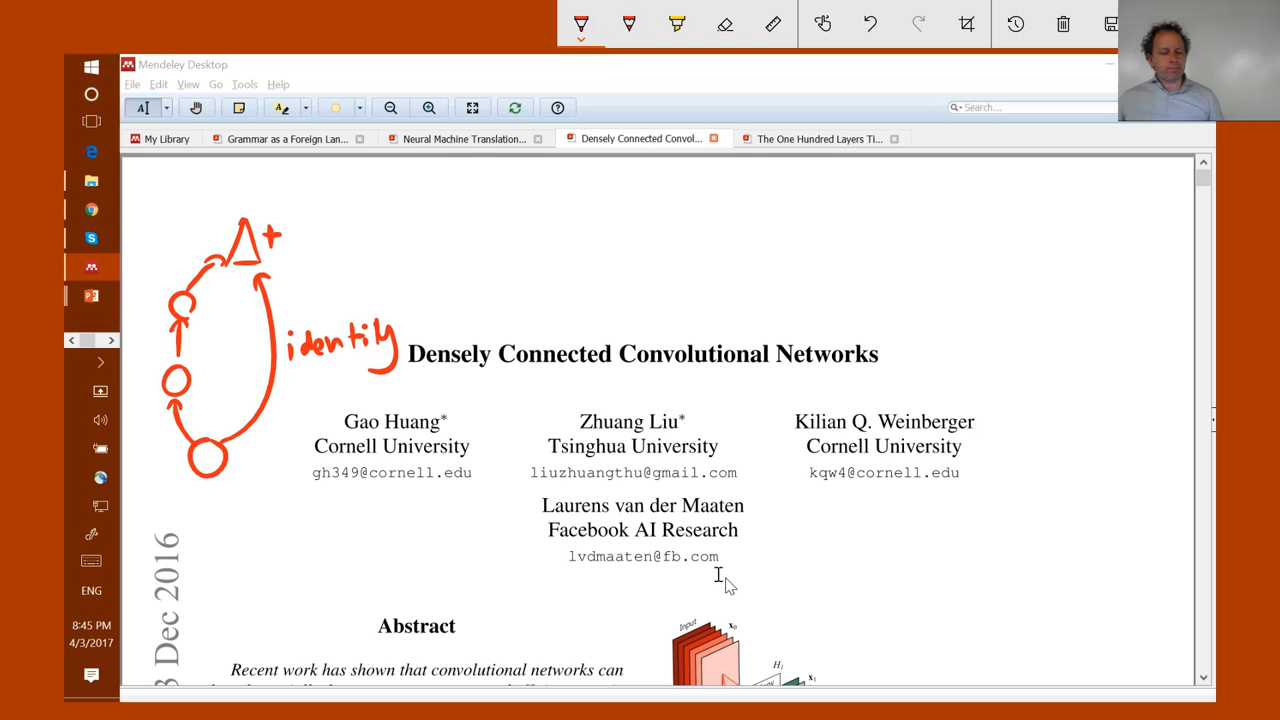 Mendeley Desktop
File Edit View Go Tools Help
Search...
My Library
Grammar as a Foreign Lan...
Neural Machine Translation...
Densely Connected Convol...
The One Hundred Layers Ti...
+
identity
Densely Connected Convolutional Networks
Gao Huang*
Cornell University
gh349@cornell.edu
Zhuang Liu*
Tsinghua University
liuzhuangthu@gmail.com
Kilian Q. Weinberger
Cornell University
kqw4@cornell.edu
Laurens van der Maaten
Facebook AI Research
lvdmaaten@fb.com
Dec 2016
Abstract
Recent work has shown that convolutional networks can
Input
x0
H1
x1
ENG
8:45 PM
4/3/2017